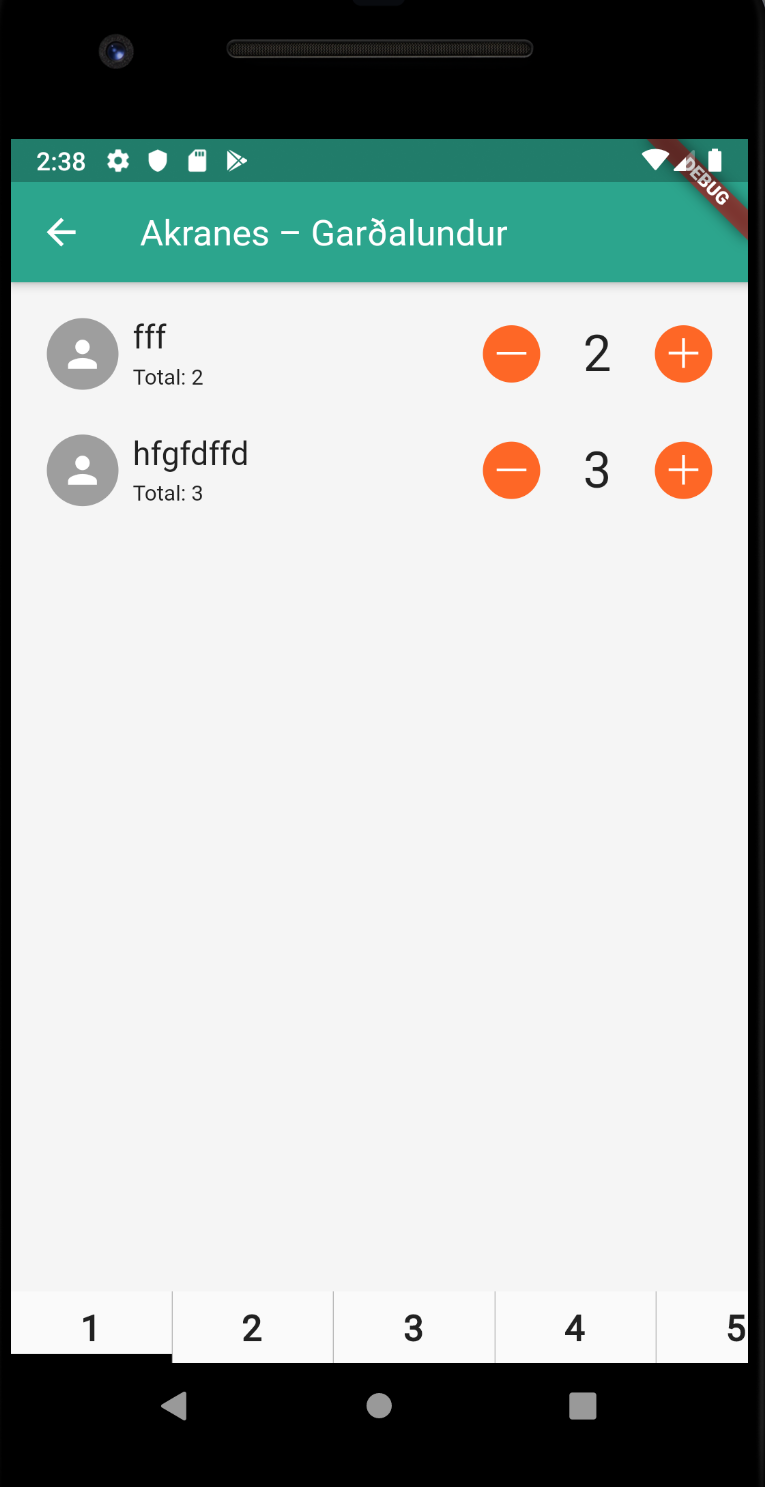 2:38
DEBUG
Akranes – Garðalundur
fff
Total: 2
2
hfgfdffd
Total: 3
3
1 2 3 4 5